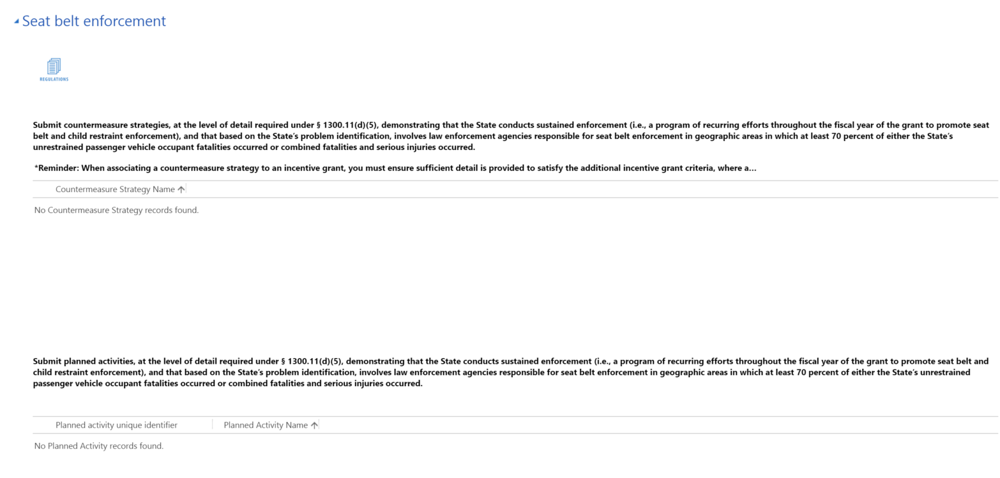 Seat belt enforcement
REGULATIONS
Submit countermeasure strategies, at the level of detail required under § 1300.11(d)(5), demonstrating that the State conducts sustained enforcement (i.e., a program of recurring efforts throughout the fiscal year of the grant to promote seat
belt and child restraint enforcement), and that based on the State's problem identification, involves law enforcement agencies responsible for seat belt enforcement in geographic areas in which at least 70 percent of either the State's
unrestrained passenger vehicle occupant fatalities occurred or combined fatalities and serious injuries occurred.
*Reminder: When associating a countermeasure strategy to an incentive grant, you must ensure sufficient detail is provided to satisfy the additional incentive grant criteria, where a...
Countermeasure Strategy Name ↑
No Countermeasure Strategy records found.
Submit planned activities, at the level of detail required under § 1300.11(d)(5), demonstrating that the State conducts sustained enforcement (i.e., a program of recurring efforts throughout the fiscal year of the grant to promote seat belt and
child restraint enforcement), and that based on the State's problem identification, involves law enforcement agencies responsible for seat belt enforcement in geographic areas in which at least 70 percent of either the State's unrestrained
passenger vehicle occupant fatalities occurred or combined fatalities and serious injuries occurred.
Planned activity unique identifier Planned Activity Name ↑
No Planned Activity records found.